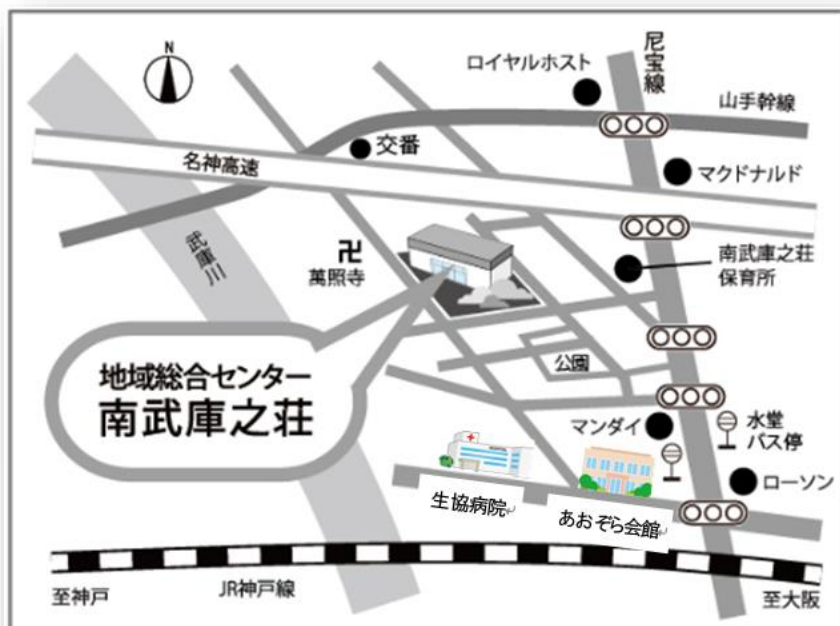 N
ロイヤルホスト
尼宝線
山手幹線
交番
名神高速
マクドナルド
武庫川
卍
萬照寺
南武庫之荘
保育所
地域総合センター
南武庫之荘
公園
マンダイ
水堂
バス停
ローソン
生協病院
あおぞら会館
至神戸
JR神戸線
至大阪